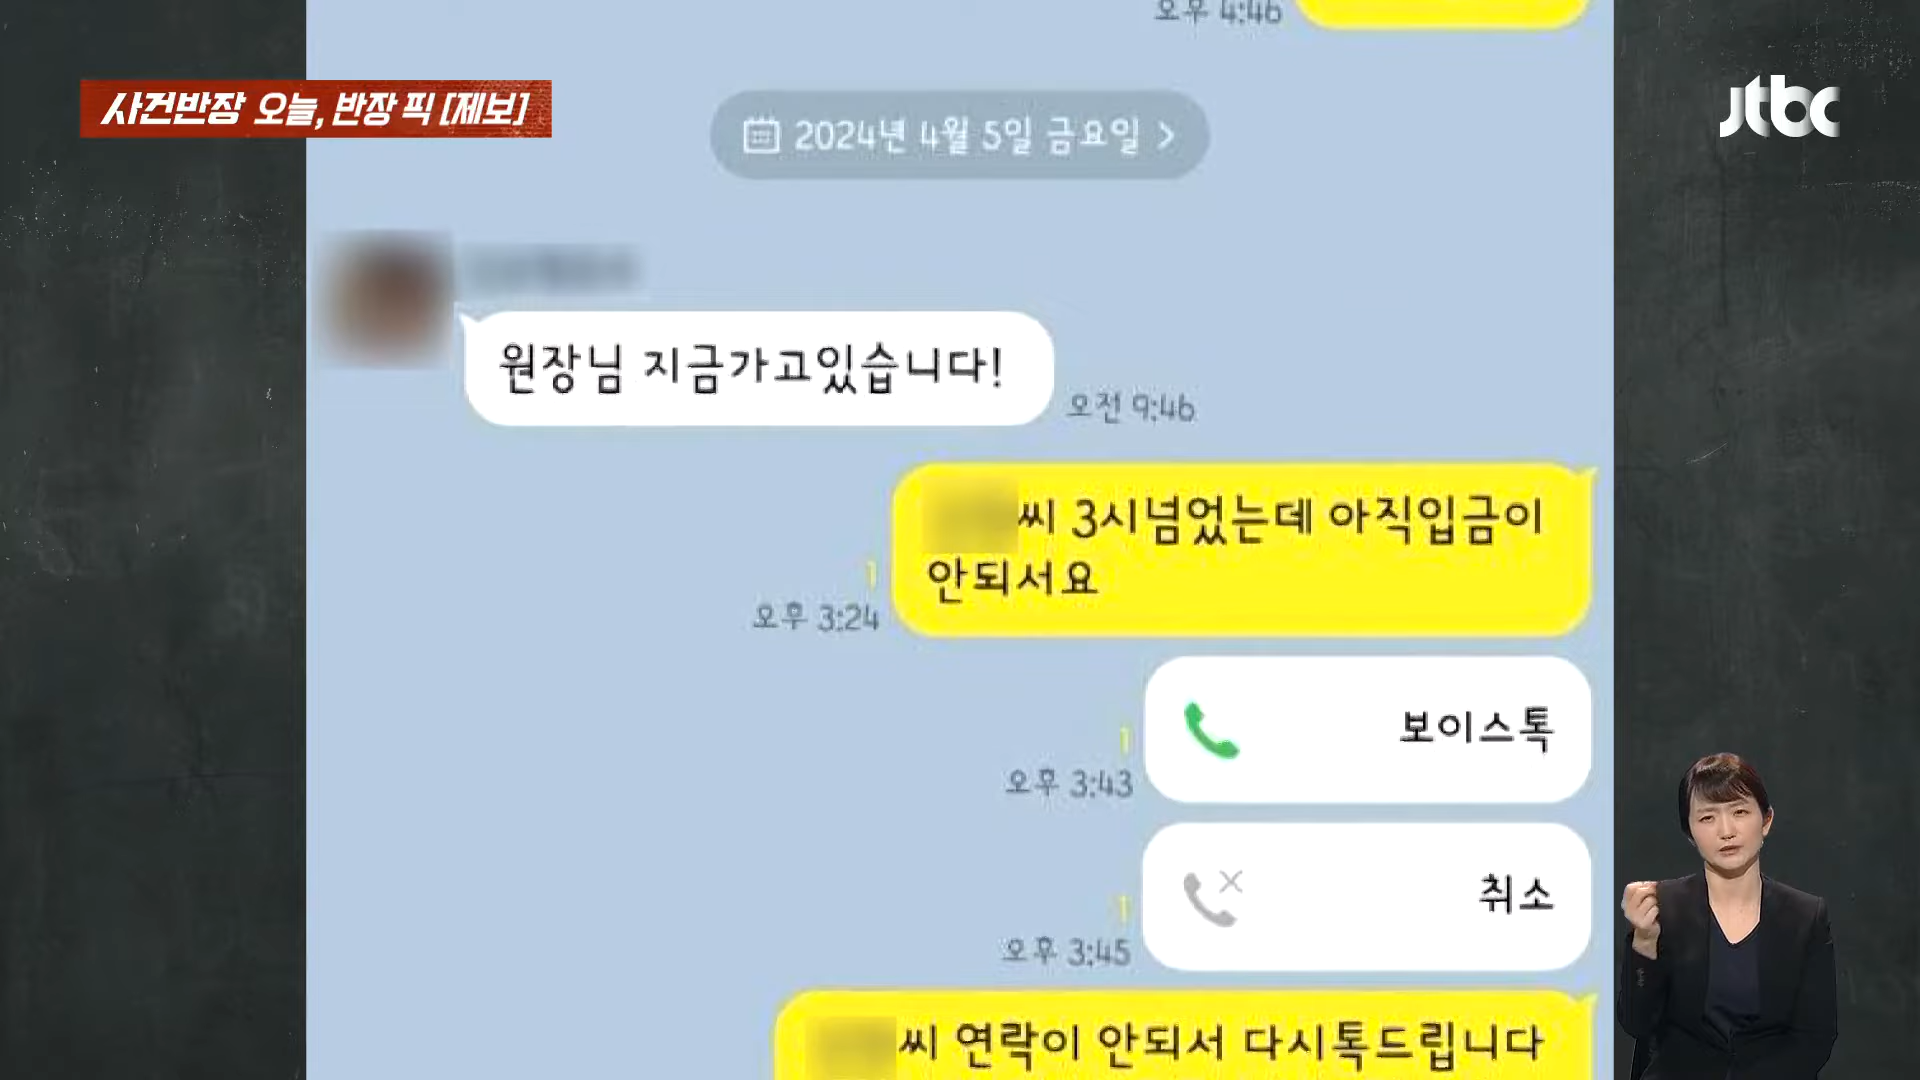 오후 4:46
사건반장 오늘, 반장 픽 [제보]
jtbc
2024년 4월 5일 금요일 >
원장님 지금가고있습니다!
오전 9:46
씨 3시넘었는데 아직입금이
안되서요
1
오후 3:24
보이스톡
1
오후 3:43
취소
1
오후 3:45
씨 연락이 안되서 다시톡드립니다